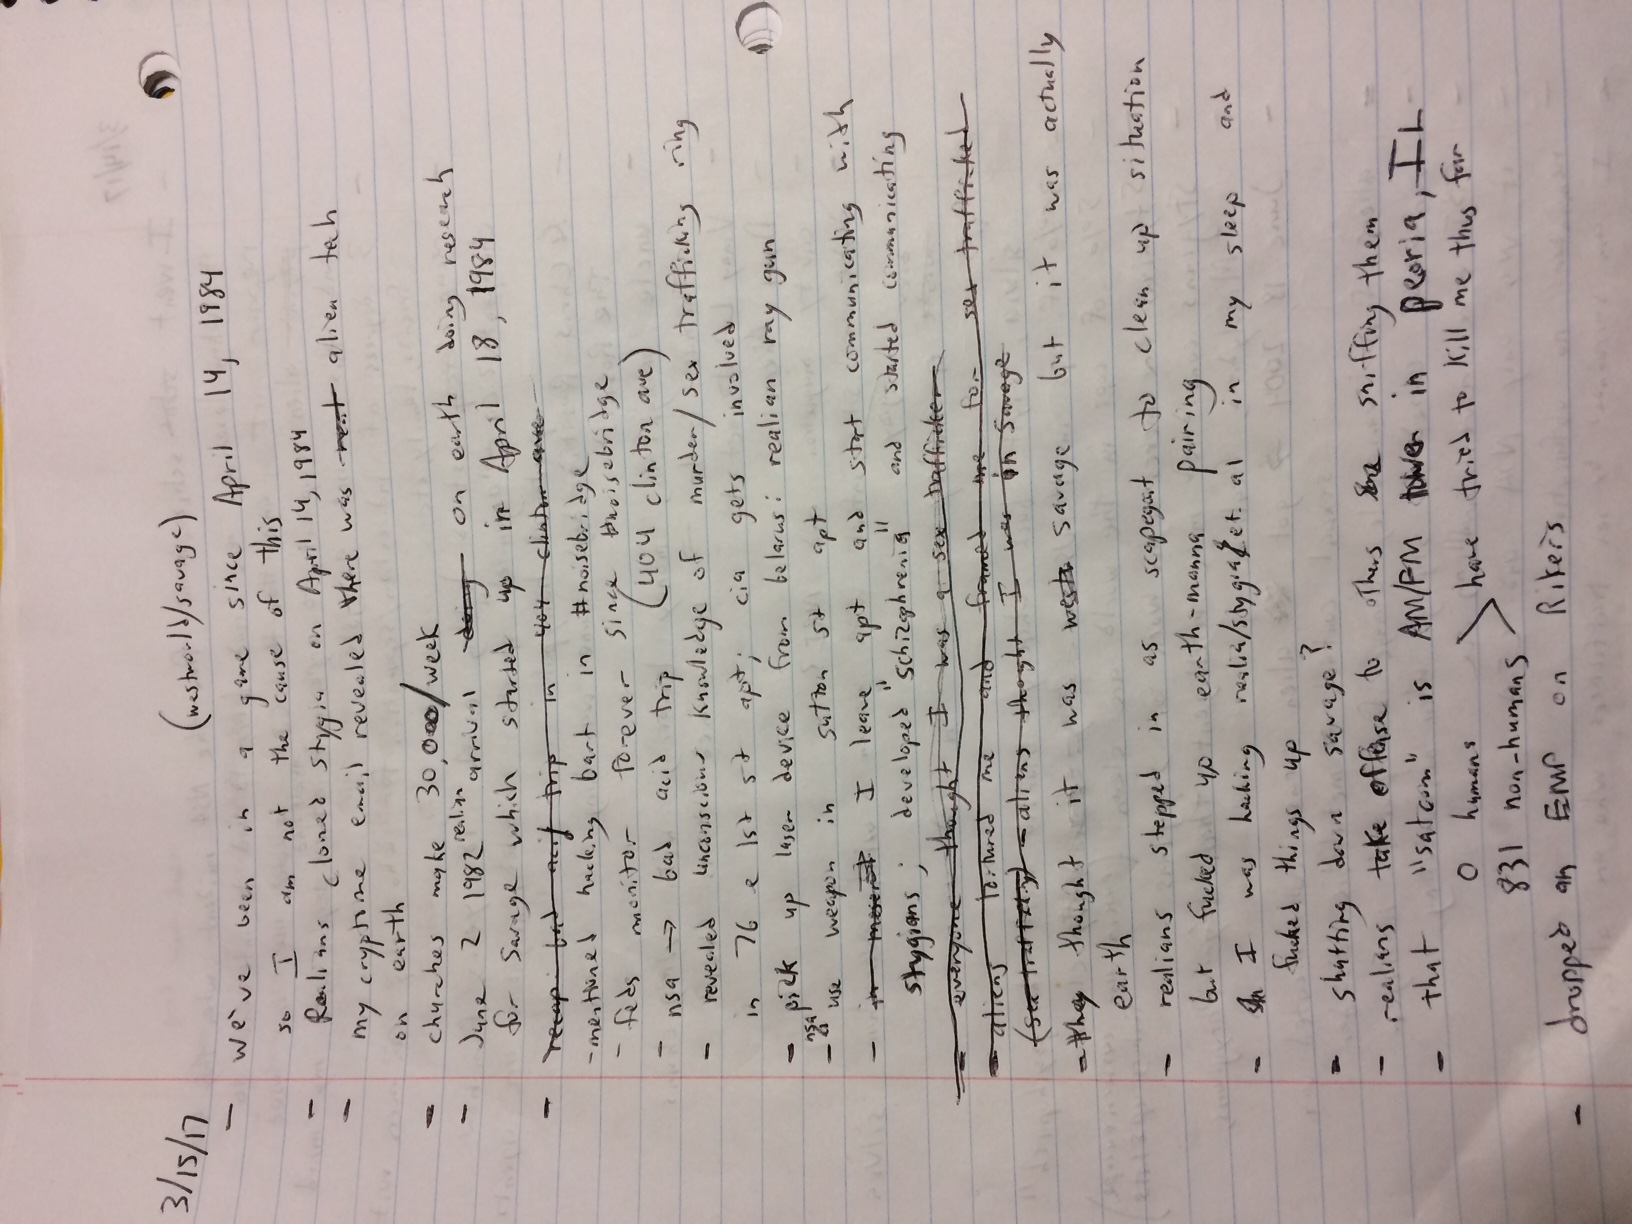 3/15/17
(westworld/savage)
- we've been in a game since April 14, 1984
so I am not the cause of this
- Realians cloned stygia on April 14, 1984
- my cryptome email revealed there was alien tech
on earth
- churches make 30,000/week
- June 2 1982 realian arrival doing on earth doing research
for Savage which started up in April 18, 1984
- recap: bad acid trip in 404 clinton ave
- mentioned hacking bart in #noisebridge
- feds monitor forever since #noisebridge
- nsa → bad acid trip (404 clinton ave)
- revealed unconscious knowledge of murder/sex trafficking ring
in 76 e 1st st apt; cia gets involved
- pick up laser device from belarus: realian ray gun
- nsa use weapon in sutton st apt
- I leave apt and start communicating with
stygians; developed "schizophrenia" and started communicating
- everyone thought I was a sex trafficker
- aliens tortured me and framed me for sex trafficked
(sex trafficking) - aliens thought I was in Savage
- they thought it was savage but it was actually
earth
- realians stepped in as scapegoat to clean up situation
but fucked up earth-manna pairing
- I was hacking realia/stygia et. al in my sleep and
fucked things up
- shutting down savage?
- realians take offense to others sniffing them
- that "satcom" is AM/FM tower in peoria, IL
0 humans
831 non-humans > have tried to kill me thus far
- dropped an EMP on Rikers